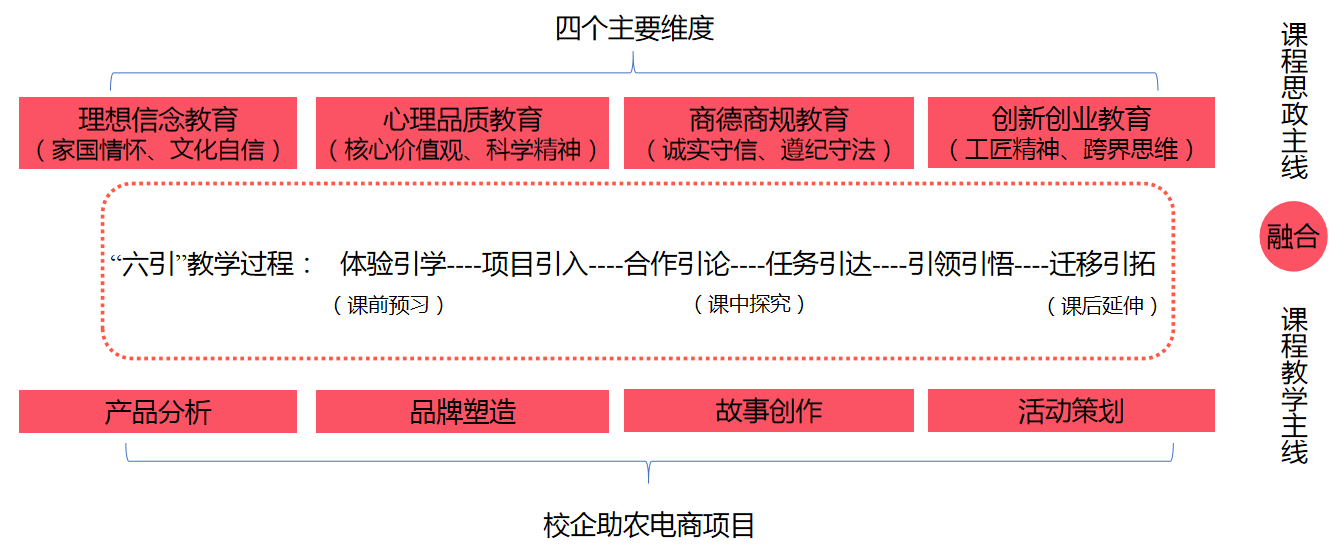 四个主要维度
理想信念教育
（家国情怀、文化自信）
心理品质教育
（核心价值观、科学精神）
商德商规教育
（诚实守信、遵纪守法）
创新创业教育
（工匠精神、跨界思维）
课程思政主线
“六引”教学过程： 体验引学----项目引入----合作引论----任务引达----引领引悟----迁移引拓
（课前预习）
（课中探究）
（课后延伸）
融合
产品分析
品牌塑造
故事创作
活动策划
课程教学主线
校企助农电商项目